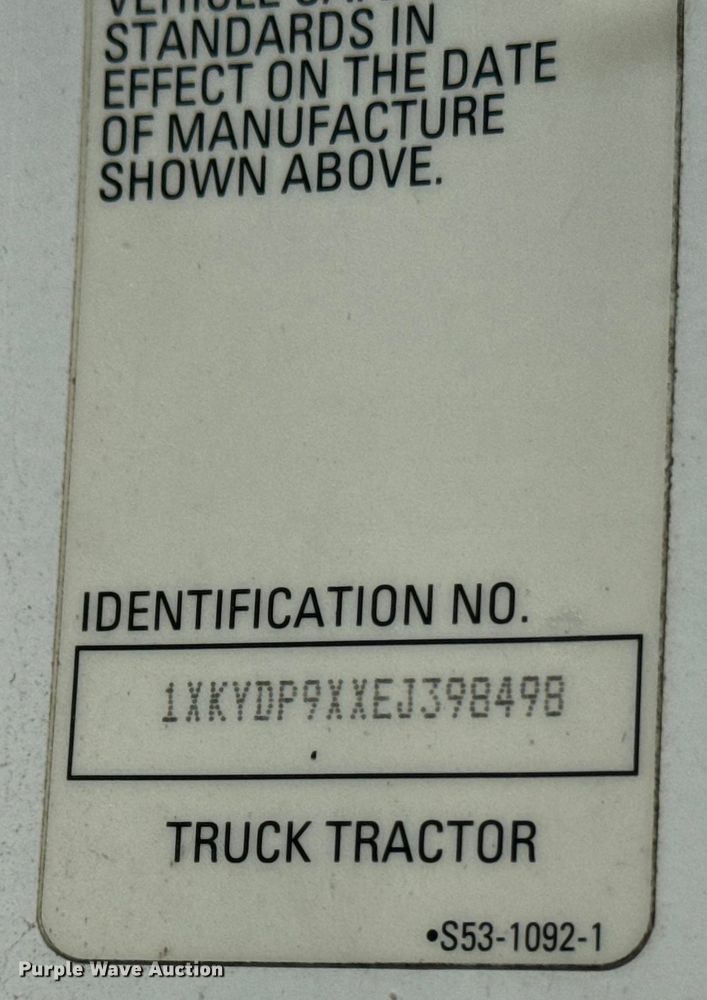 VEHICLE
STANDARDS IN
EFFECT ON THE DATE
OF MANUFACTURE
SHOWN ABOVE.
IDENTIFICATION NO.
1XKYDP9XXEJ398498
TRUCK TRACTOR
•S53-1092-1
Purple Wave Auction